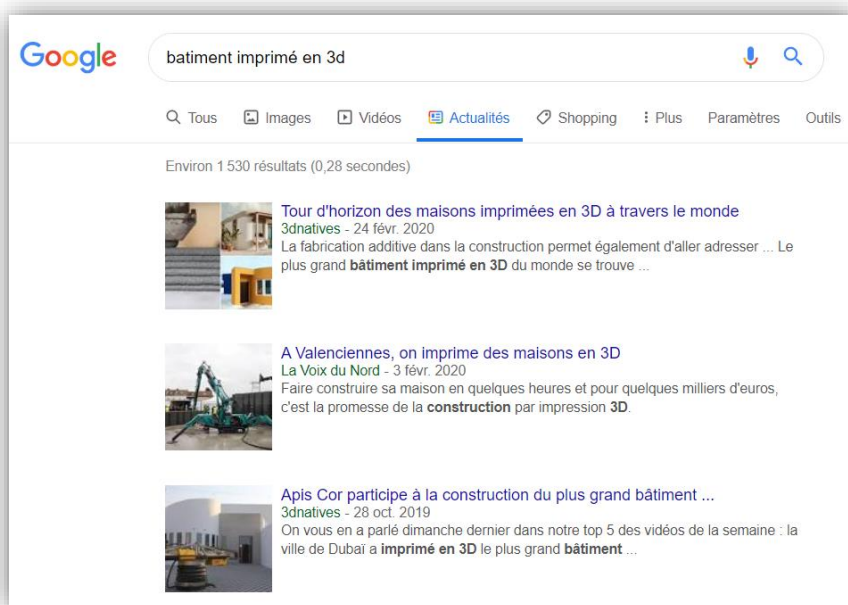 Google
batiment imprimé en 3d
Tous Images Vidéos Actualités Shopping Plus Paramètres Outils
Environ 1 530 résultats (0,28 secondes)
Tour d'horizon des maisons imprimées en 3D à travers le monde
3dnatives - 24 févr. 2020
La fabrication additive dans la construction permet également d'aller adresser ... Le
plus grand bâtiment imprimé en 3D du monde se trouve ...
A Valenciennes, on imprime des maisons en 3D
La Voix du Nord - 3 févr. 2020
Faire construire sa maison en quelques heures et pour quelques milliers d'euros,
c'est la promesse de la construction par impression 3D.
Apis Cor participe à la construction du plus grand bâtiment ...
3dnatives - 28 oct. 2019
On vous en a parlé dimanche dernier dans notre top 5 des vidéos de la semaine : la
ville de Dubaï a imprimé en 3D le plus grand bâtiment ...